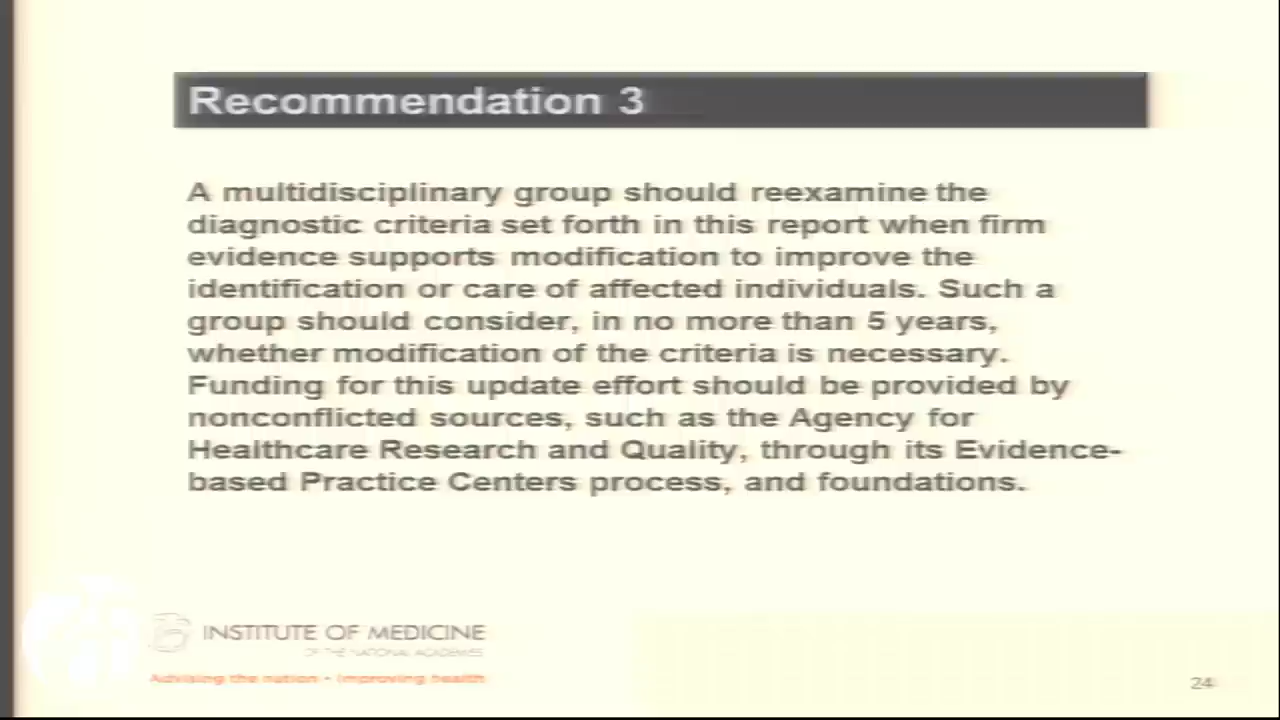 Recommendation 3
A multidisciplinary group should reexamine the
diagnostic criteria set forth in this report when firm
evidence supports modification to improve the
identification or care of affected individuals. Such a
group should consider, in no more than 5 years,
whether modification of the criteria is necessary.
Funding for this update effort should be provided by
nonconflicted sources, such as the Agency for
Healthcare Research and Quality, through its Evidence-
based Practice Centers process, and foundations.
INSTITUTE OF MEDICINE
OF THE NATIONAL ACADEMIES
Advising the nation • Improving health
24